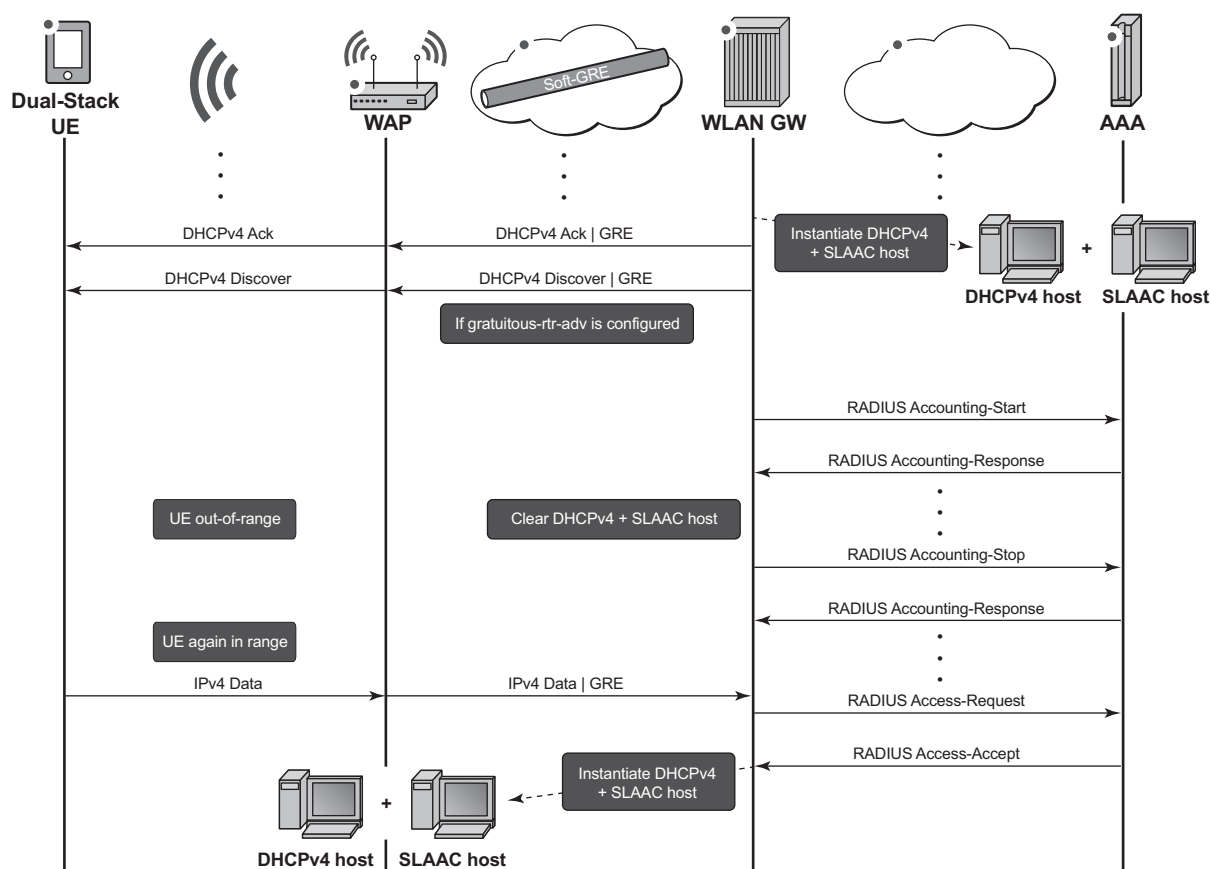 Soft-GRE
Dual-Stack
UE
WAP
WLAN GW
AAA
DHCPv4 Ack
DHCPv4 Ack | GRE
Instantiate DHCPv4
+ SLAAC host
+
DHCPv4 Discover
DHCPv4 Discover | GRE
DHCPv4 host
SLAAC host
If gratuitous-rtr-adv is configured
RADIUS Accounting-Start
RADIUS Accounting-Response
UE out-of-range
Clear DHCPv4 + SLAAC host
RADIUS Accounting-Stop
RADIUS Accounting-Response
UE again in range
IPv4 Data
IPv4 Data | GRE
RADIUS Access-Request
RADIUS Access-Accept
Instantiate DHCPv4
+ SLAAC host
+
DHCPv4 host
SLAAC host